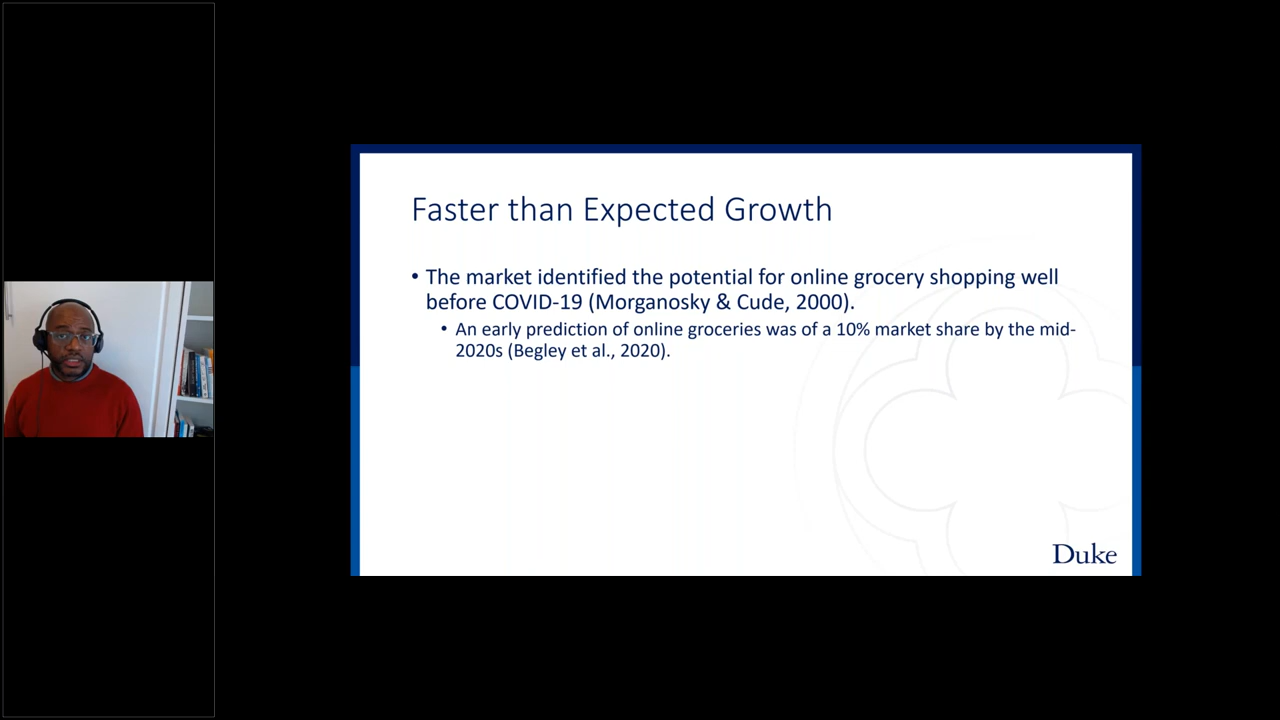 Faster than Expected Growth
• The market identified the potential for online grocery shopping well
before COVID-19 (Morganosky & Cude, 2000).
• An early prediction of online groceries was of a 10% market share by the mid-
2020s (Begley et al., 2020).
Duke